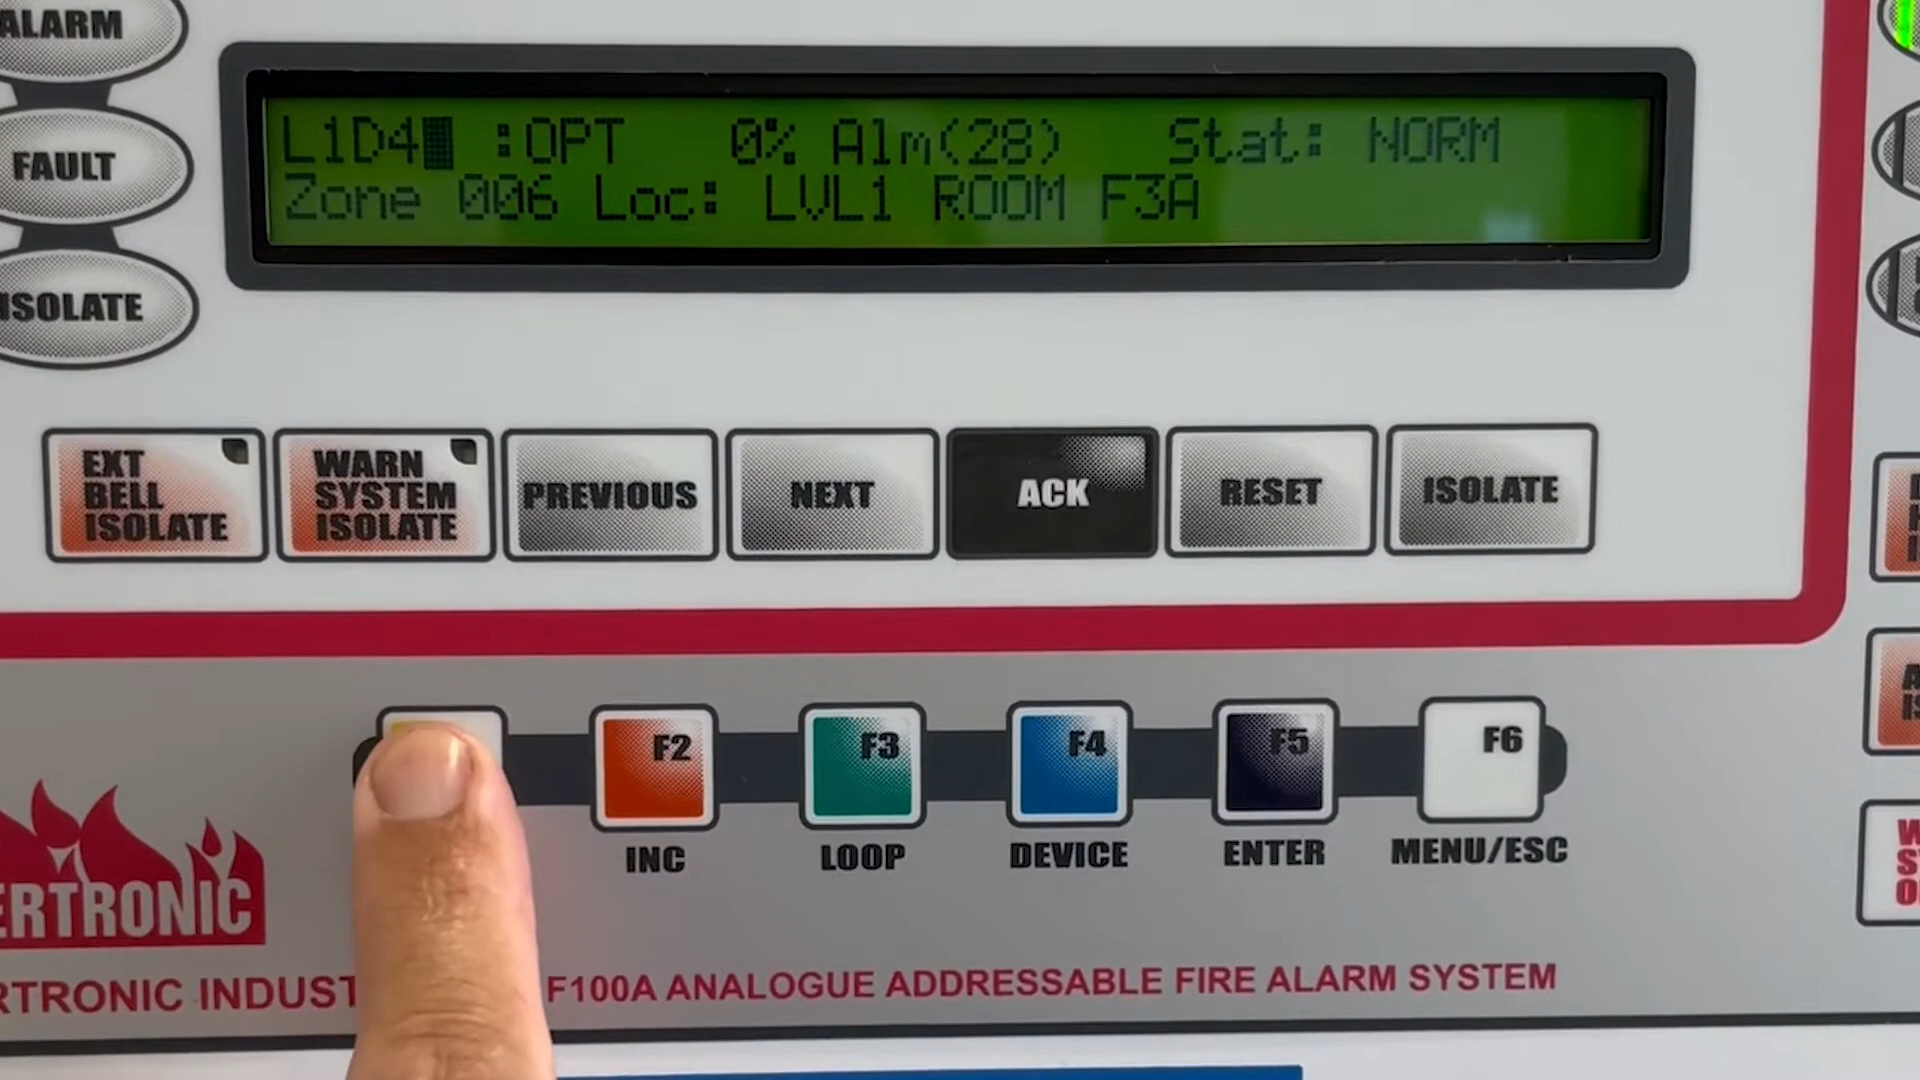 ALARM
FAULT
ISOLATE
L1D4 :OPT 0% Alm(28) Stat: NORM
Zone 006 Loc: LVL1 ROOM F3A
EXT
BELL
ISOLATE
WARN
SYSTEM
ISOLATE
PREVIOUS
NEXT
ACK
RESET
ISOLATE
F2
F3
F4
F5
F6
INC
LOOP
DEVICE
ENTER
MENU/ESC
ERTRONIC
RTRONIC INDUST F100A ANALOGUE ADDRESSABLE FIRE ALARM SYSTEM